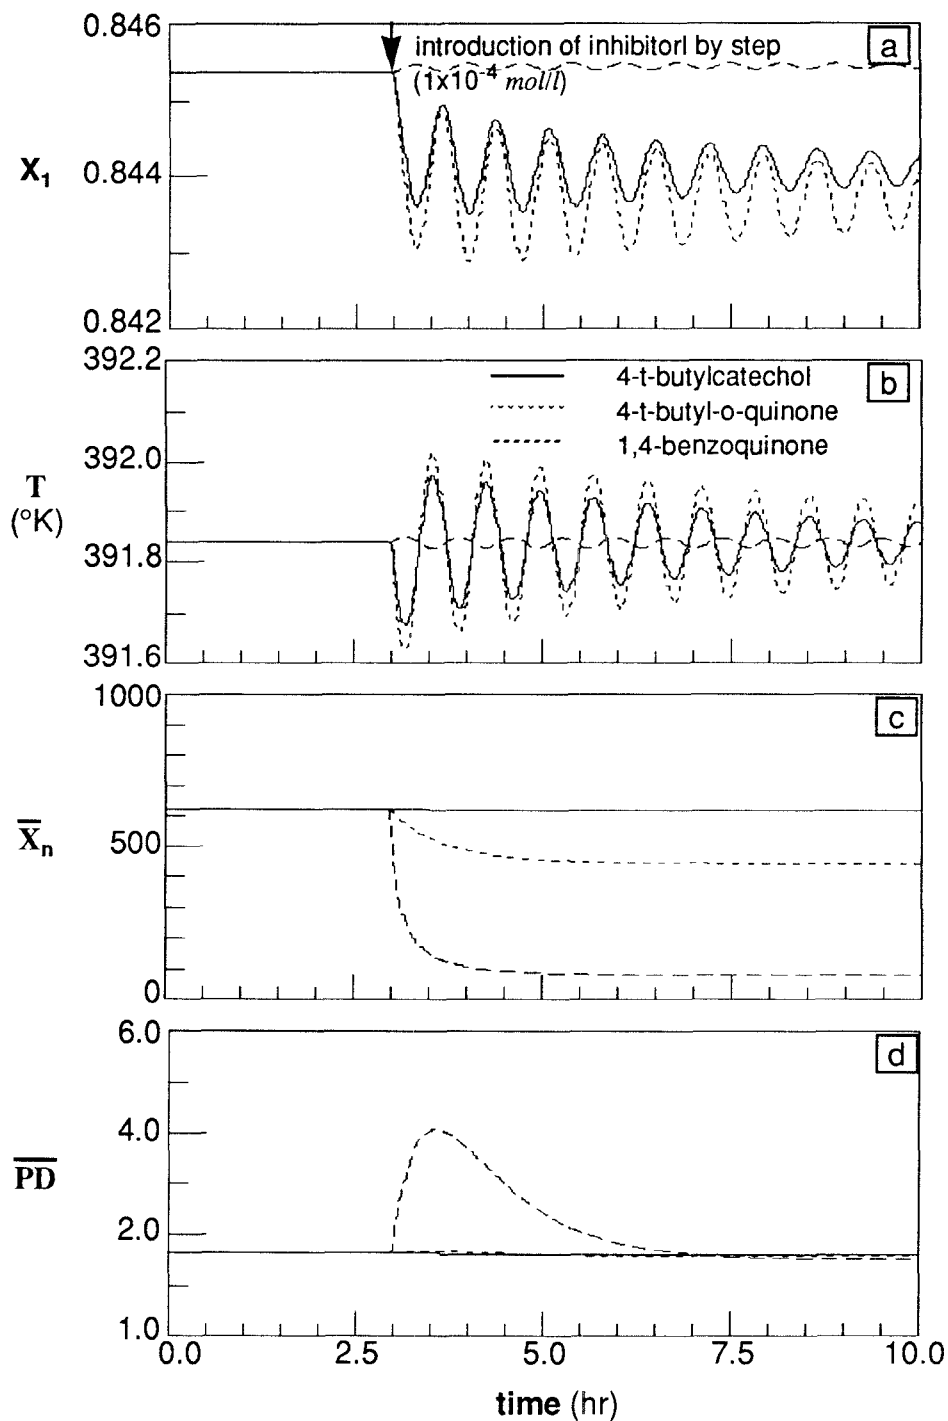 0.846
introduction of inhibitorI by step
(1x10⁻⁴ mol/l)
a
X₁
0.844
0.842
392.2
4-t-butylcatechol
4-t-butyl-o-quinone
1,4-benzoquinone
b
392.0
T
(°K)
391.8
391.6
1000
c
X̅ₙ
500
0
6.0
d
4.0
P̅D̅
2.0
1.0
0.0 2.5 5.0 7.5 10.0
time (hr)